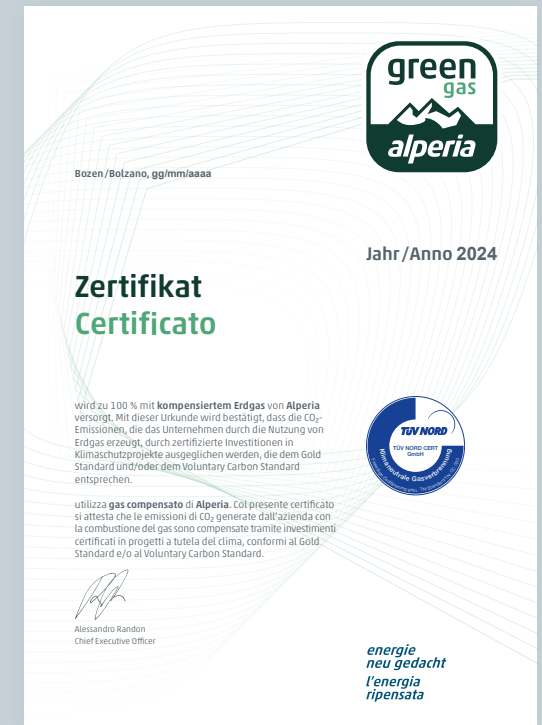 green
gas
alperia
Bozen/Bolzano, gg/mm/aaaa
Jahr/Anno 2024
Zertifikat
Certificato
wird zu 100 % mit kompensiertem Erdgas von Alperia
versorgt. Mit dieser Urkunde wird bestätigt, dass die CO₂-
Emissionen, die das Unternehmen durch die Nutzung von
Erdgas erzeugt, durch zertifizierte Investitionen in
Klimaschutzprojekte ausgeglichen werden, die dem Gold
Standard und/oder dem Voluntary Carbon Standard
entsprechen.
utilizza gas compensato di Alperia. Col presente certificato
si attesta che le emissioni di CO₂ generate dall'azienda con
la combustione del gas sono compensate tramite investimenti
certificati in progetti a tutela del clima, conformi al Gold
Standard e/o al Voluntary Carbon Standard.
TÜV NORD
TÜV NORD CERT
GmbH
Klimaneutrale Gasverbrennung
Alessandro Randon
Chief Executive Officer
energie
neu gedacht
l'energia
ripensata